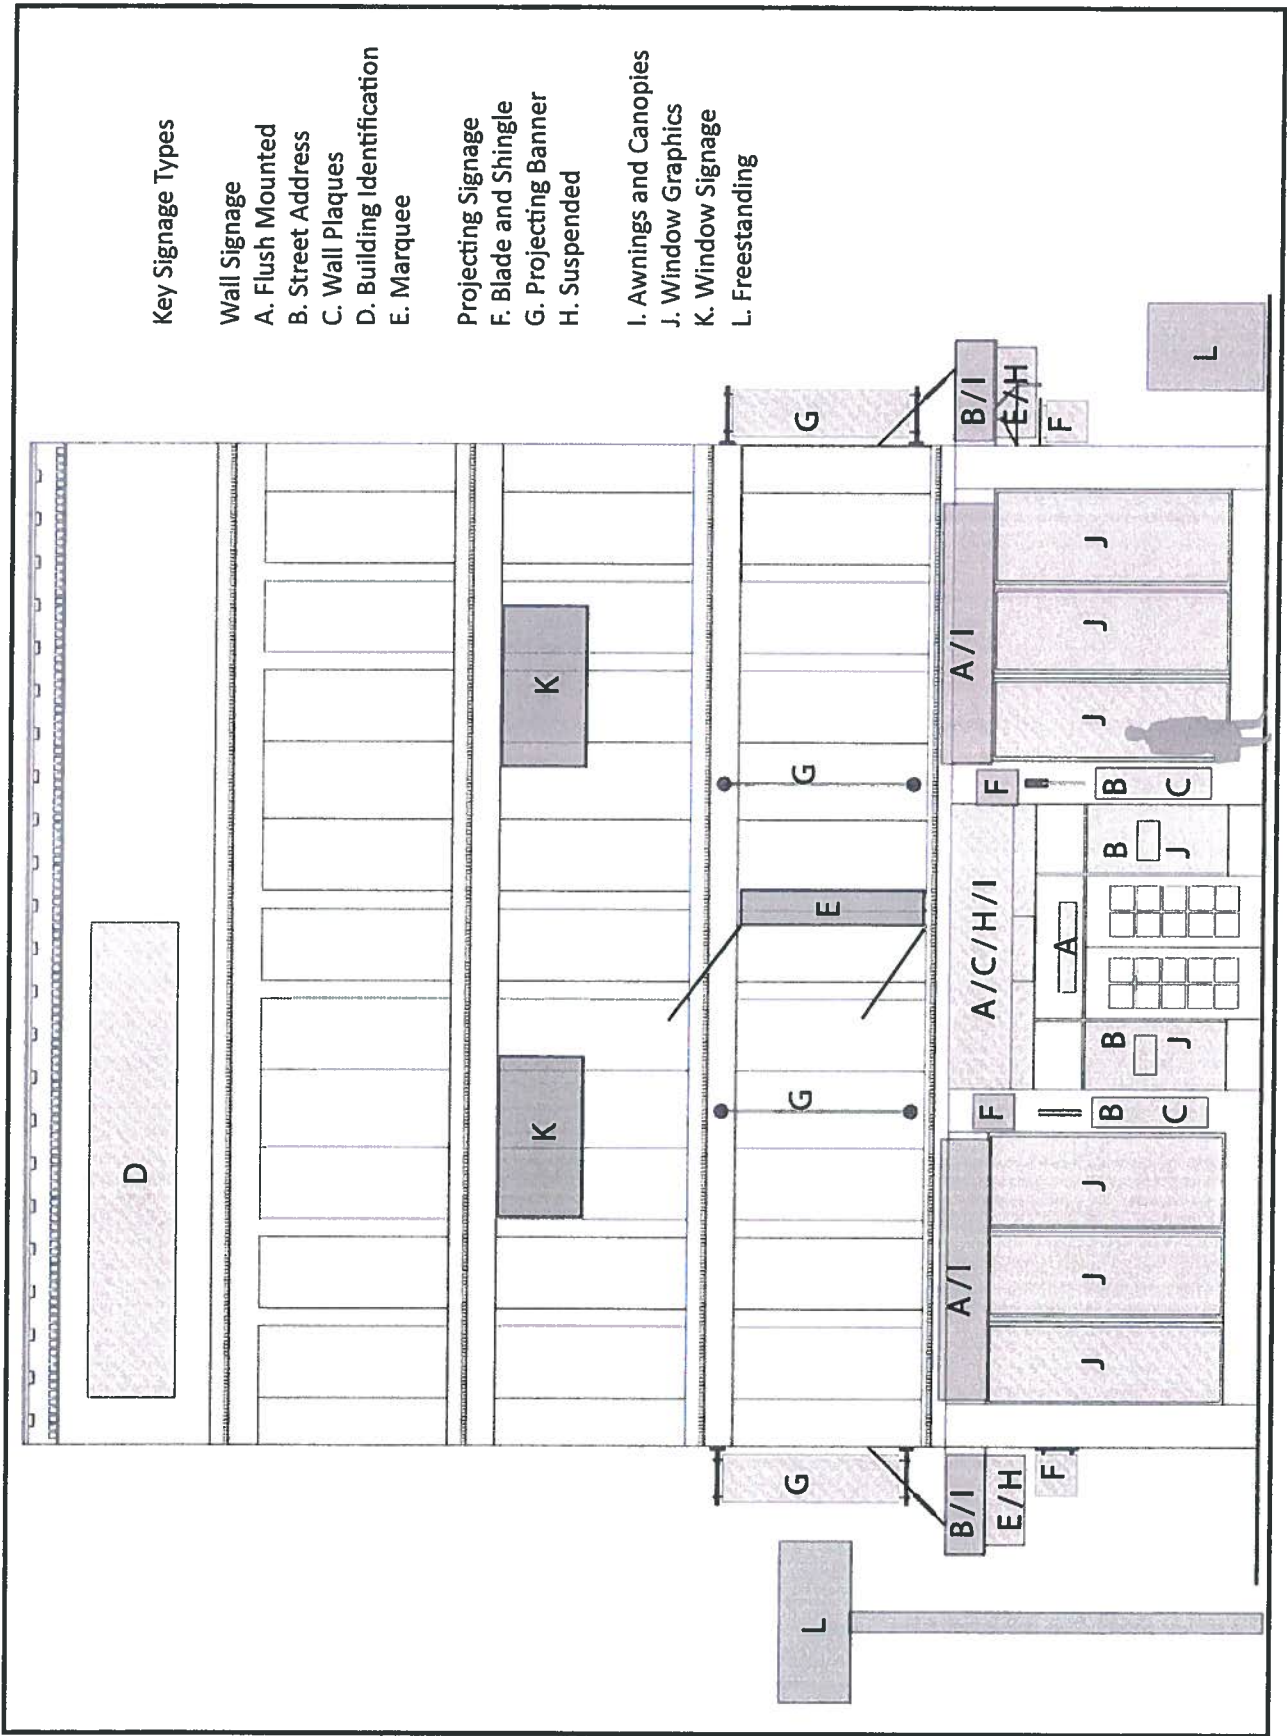 Key Signage Types
Wall Signage
A. Flush Mounted
B. Street Address
C. Wall Plaques
D. Building Identification
E. Marquee
Projecting Signage
F. Blade and Shingle
G. Projecting Banner
H. Suspended
I. Awnings and Canopies
J. Window Graphics
K. Window Signage
L. Freestanding
D
K
K
L
G
G
E
G
G
B/I
A/I
A/C/H/I
A/I
B/I
E/H
F
F
E/H
F
A
F
J
J
J
B
C
B
J
B
J
B
C
J
J
J
L